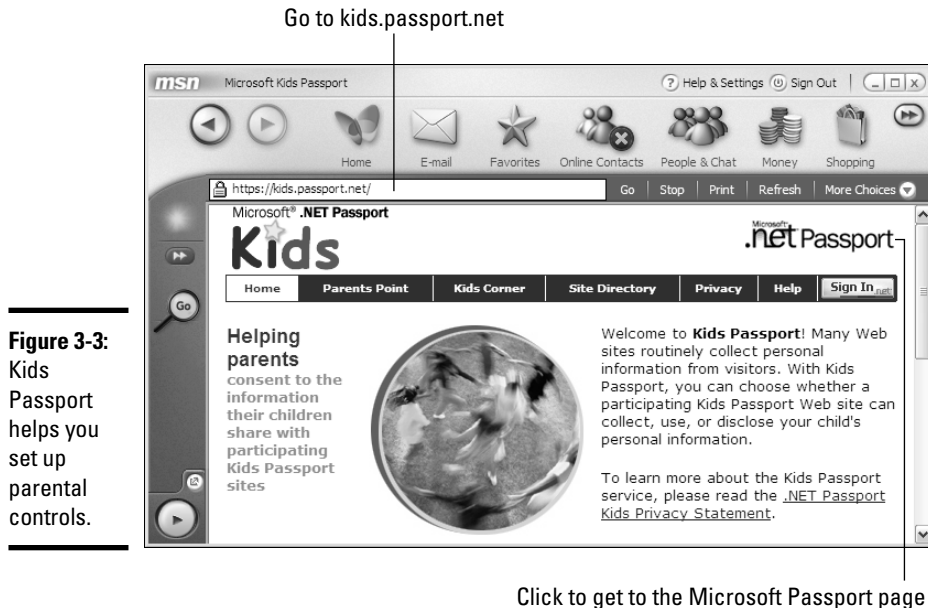 Go to kids.passport.net
msn Microsoft Kids Passport Help & Settings Sign Out
Home E-mail Favorites Online Contacts People & Chat Money Shopping
https://kids.passport.net/ Go Stop Print Refresh More Choices
Microsoft® .NET Passport
Kids
Microsoft®
.net Passport
Home Parents Point Kids Corner Site Directory Privacy Help Sign In .net
Go
Helping
parents
consent to the
information
their children
share with
participating
Kids Passport
sites
Welcome to Kids Passport! Many Web
sites routinely collect personal
information from visitors. With Kids
Passport, you can choose whether a
participating Kids Passport Web site can
collect, use, or disclose your child's
personal information.
To learn more about the Kids Passport
service, please read the .NET Passport
Kids Privacy Statement.
Figure 3-3:
Kids
Passport
helps you
set up
parental
controls.
Click to get to the Microsoft Passport page